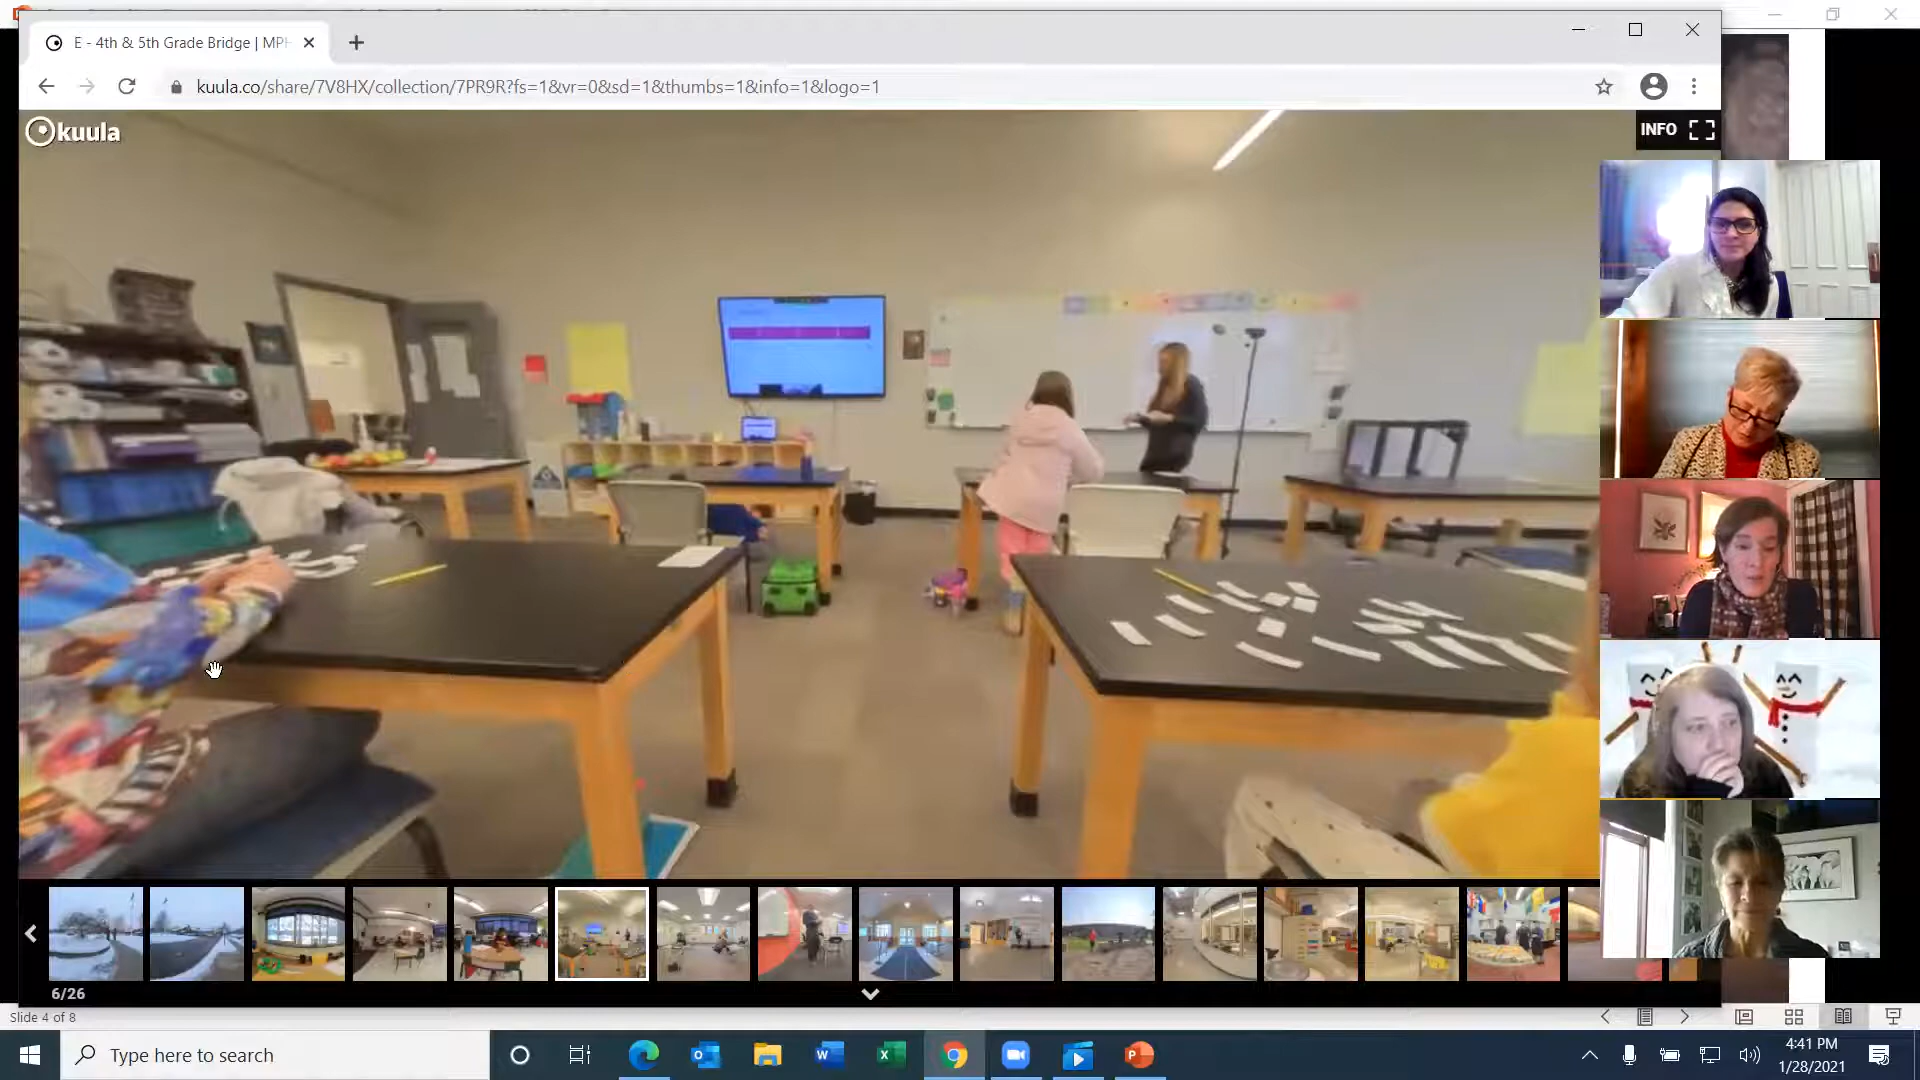 E - 4th & 5th Grade Bridge | MPH
kuula.co/share/7V8HX/collection/7PR9R?fs=1&vr=0&sd=1&thumbs=1&info=1&logo=1
kuula
INFO
6/26
Slide 4 of 8
Type here to search
4:41 PM
1/28/2021